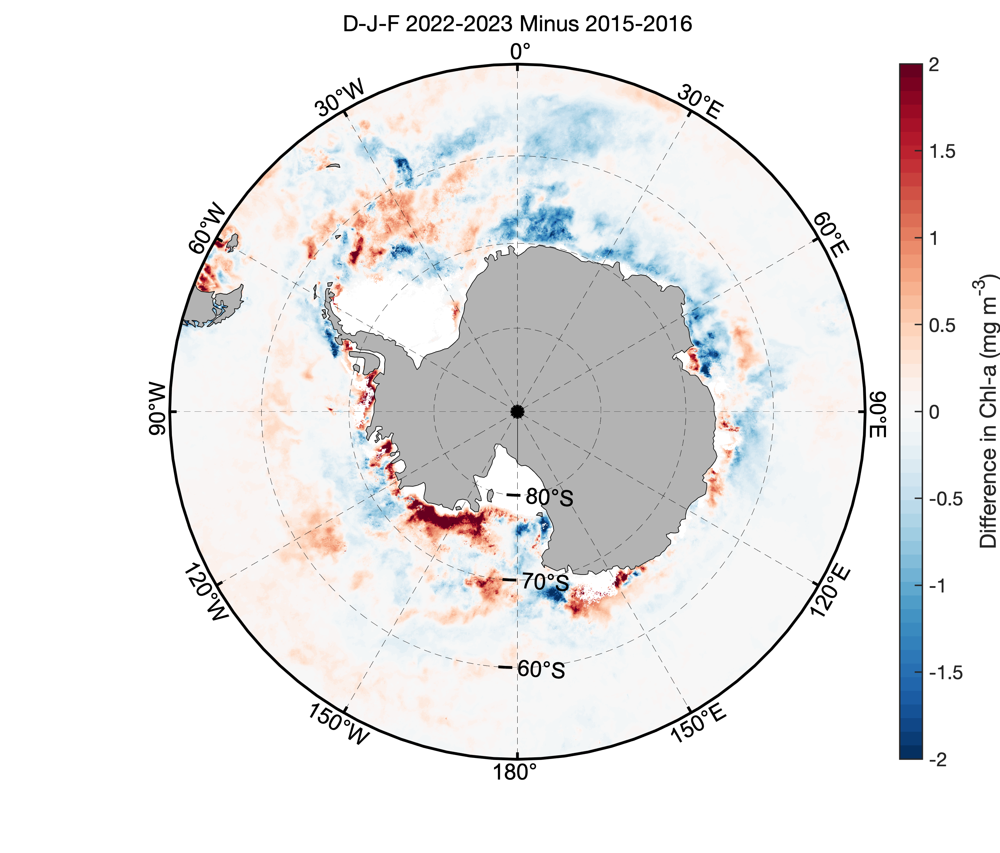 D-J-F 2022-2023 Minus 2015-2016
0°
30°W
30°E
60°W
60°E
90°W
90°E
120°W
120°E
150°W
150°E
180°
80°S
70°S
60°S
2
1.5
1
0.5
0
-0.5
-1
-1.5
-2
Difference in Chl-a (mg m⁻³)